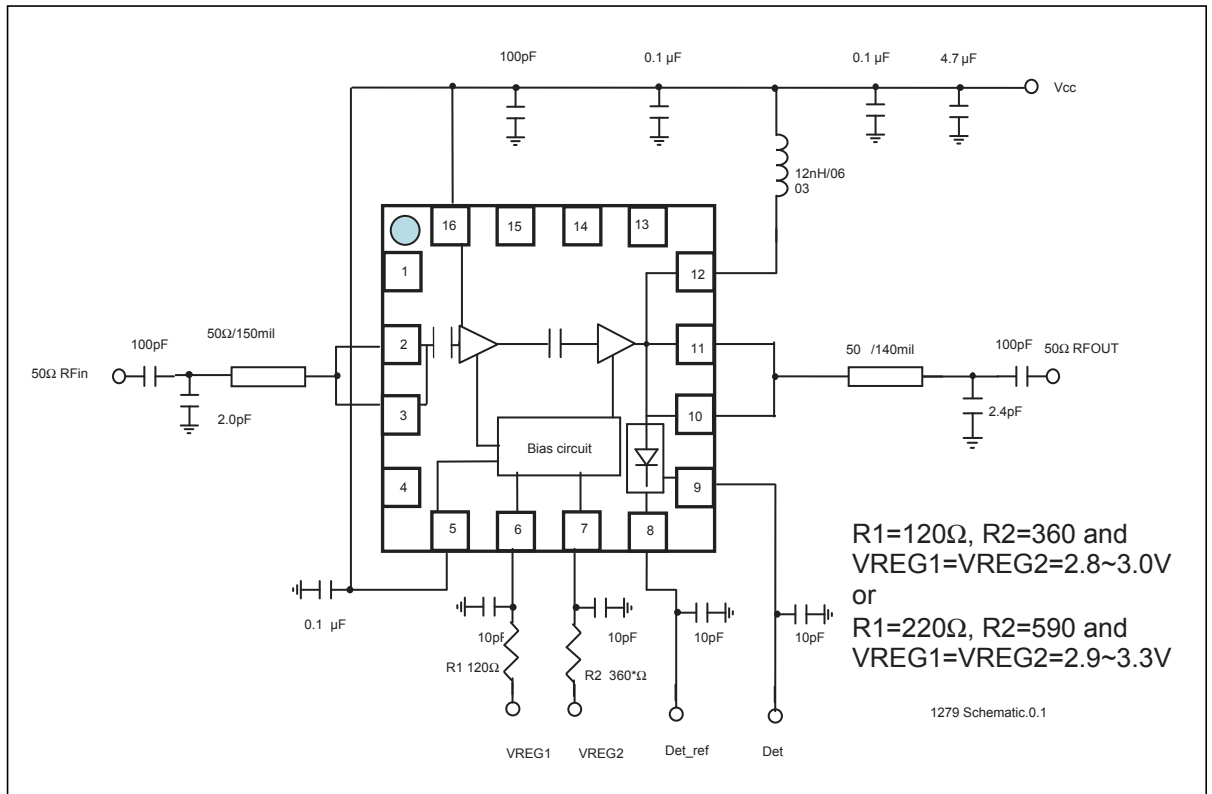 100pF
0.1 µF
0.1 µF
4.7 µF
Vcc
12nH/06
03
16
15
14
13
1
12
50Ω/150mil
2
11
50 /140mil
100pF
100pF
50Ω RFin
50Ω RFOUT
2.0pF
3
10
2.4pF
Bias circuit
4
9
5
6
7
8
R1=120Ω, R2=360 and
VREG1=VREG2=2.8~3.0V
or
R1=220Ω, R2=590 and
VREG1=VREG2=2.9~3.3V
0.1 µF
10pF
10pF
10pF
10pF
R1 120Ω
R2 360*Ω
1279 Schematic.0.1
VREG1
VREG2
Det_ref
Det